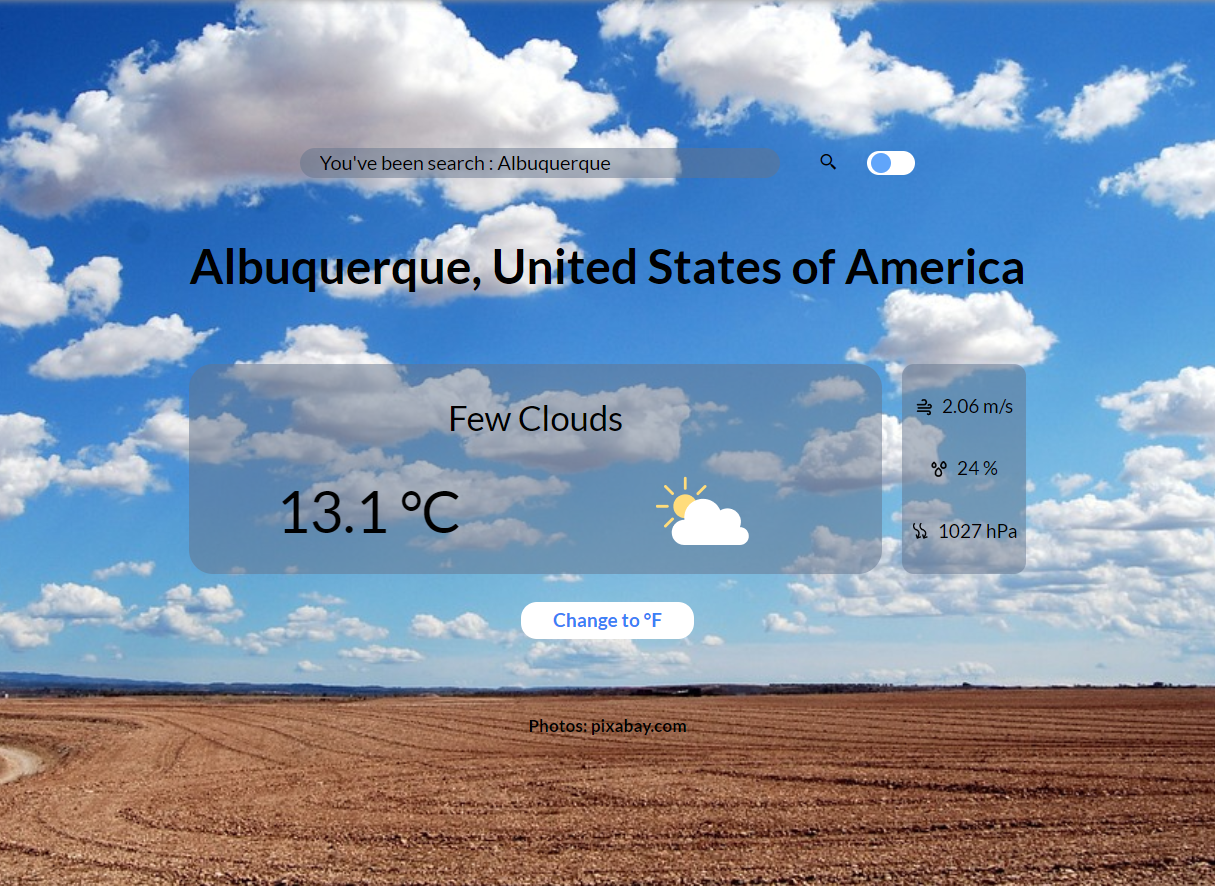 You've been search : Albuquerque
Albuquerque, United States of America
Few Clouds
13.1 °C
2.06 m/s
24 %
1027 hPa
Change to °F
Photos: pixabay.com